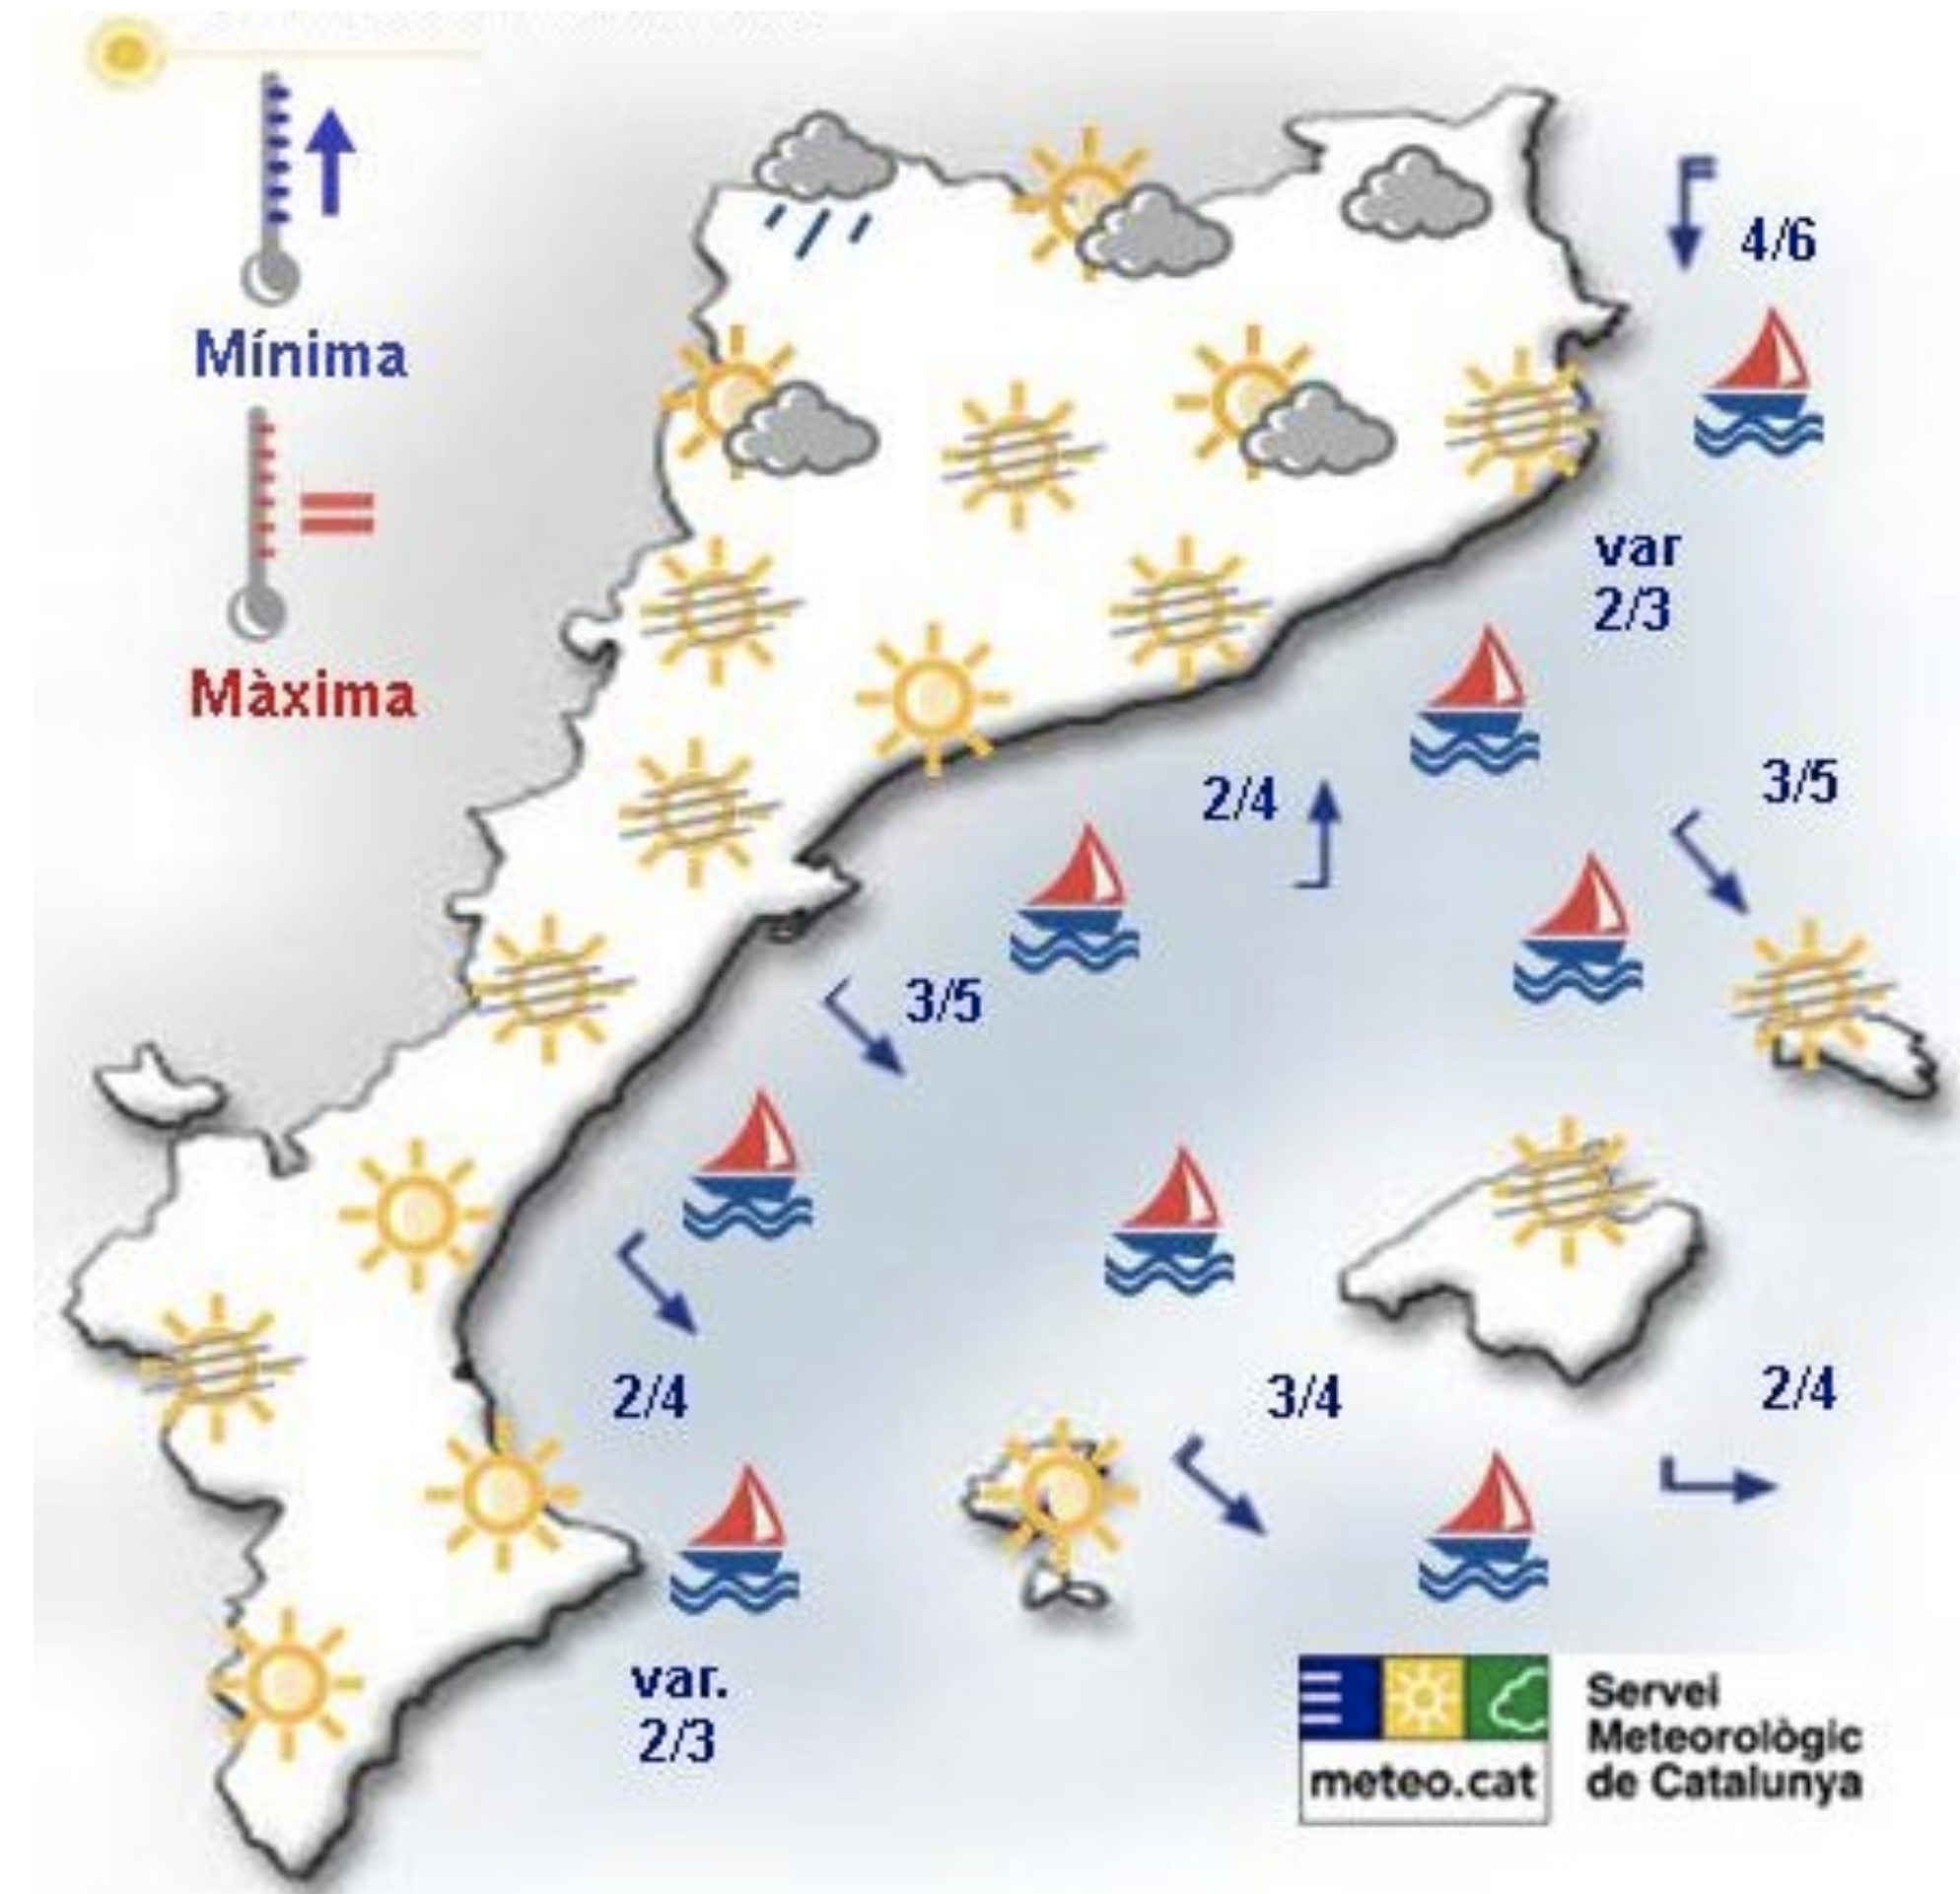 Mínima
Màxima
4/6
var
2/3
3/5
2/4
3/5
2/4
3/4
2/4
var.
2/3
meteo.cat
Servei
Meteorològic
de Catalunya